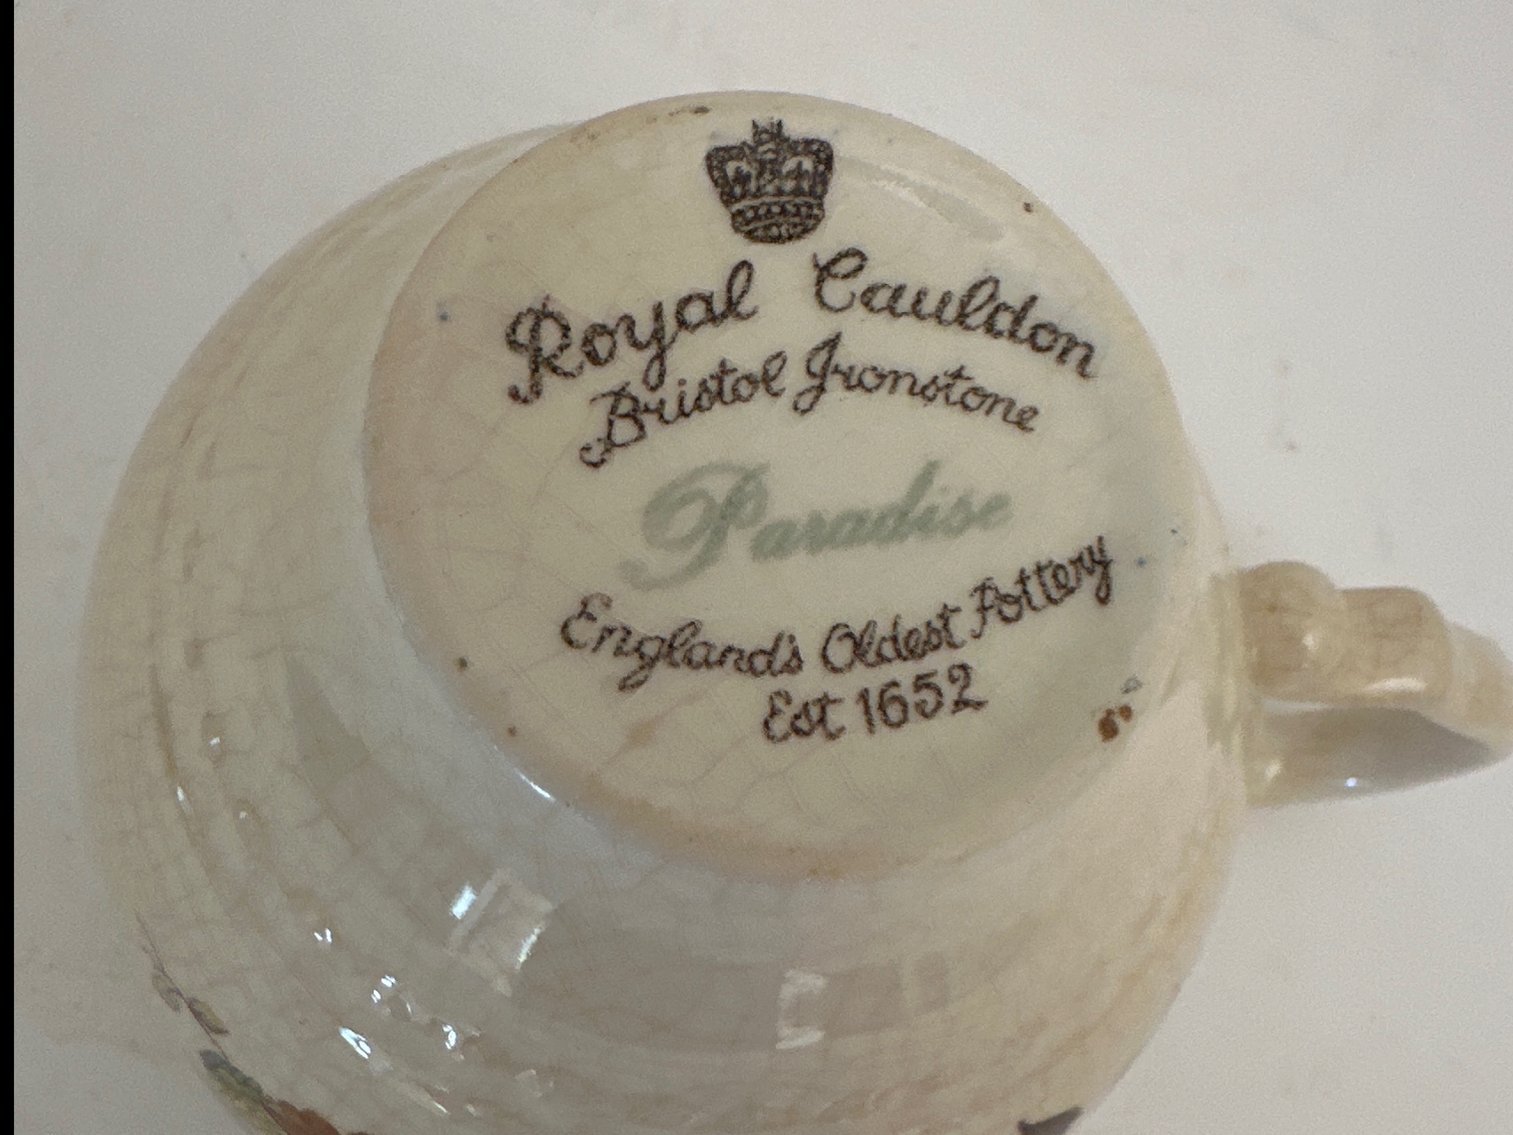 Royal Cauldon
Bristol Ironstone
Paradise
England's Oldest Pottery
Est 1652